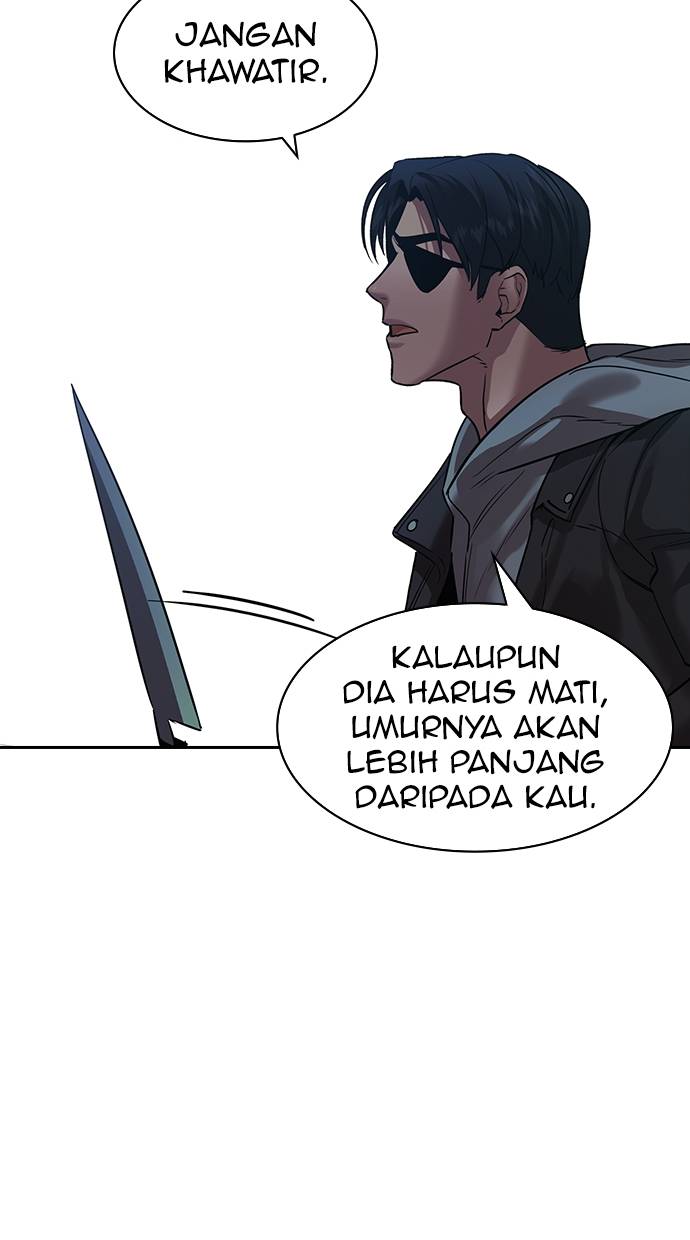 JANGAN
KHAWATIR.
KALAUPUN
DIA HARUS MATI,
UMURNYA AKAN
LEBIH PANJANG
DARIPADA KAU.